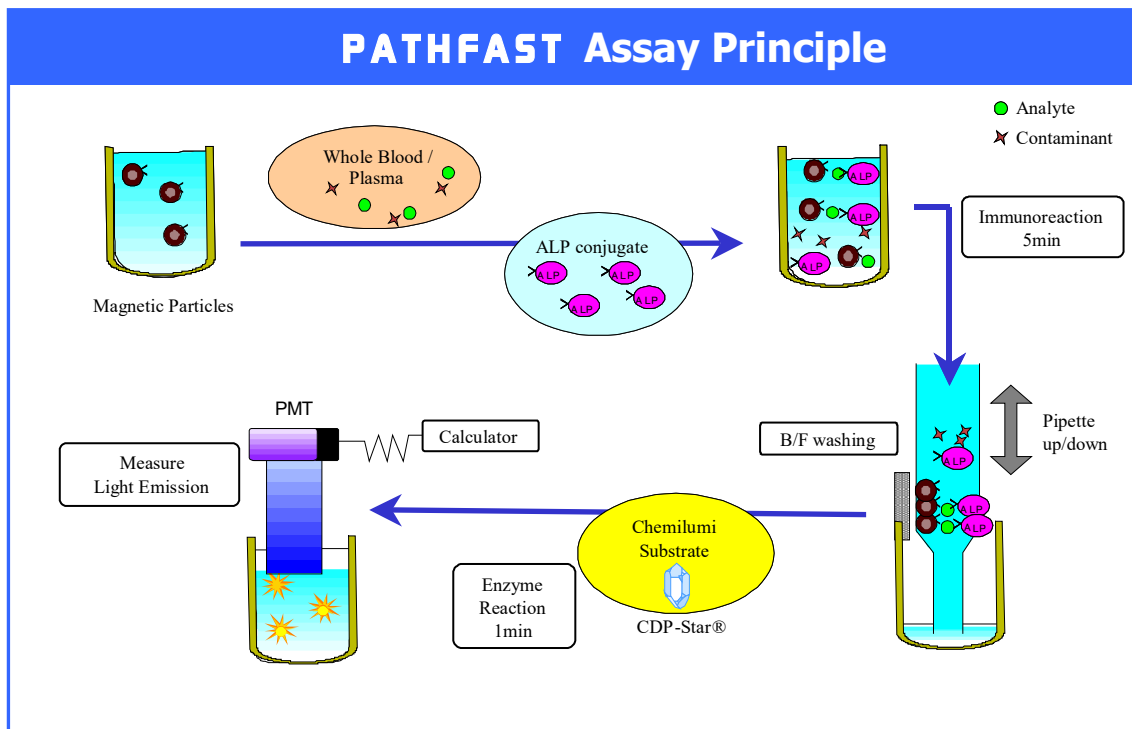 PATHFAST Assay Principle
Analyte
Contaminant
Whole Blood /
Plasma
ALP conjugate
ALP
ALP
ALP
ALP
Magnetic Particles
ALP
ALP
ALP
Immunoreaction
5min
PMT
Calculator
Measure
Light Emission
B/F washing
Pipette
up/down
ALP
ALP
ALP
Chemilumi
Substrate
CDP-Star®
Enzyme
Reaction
1min